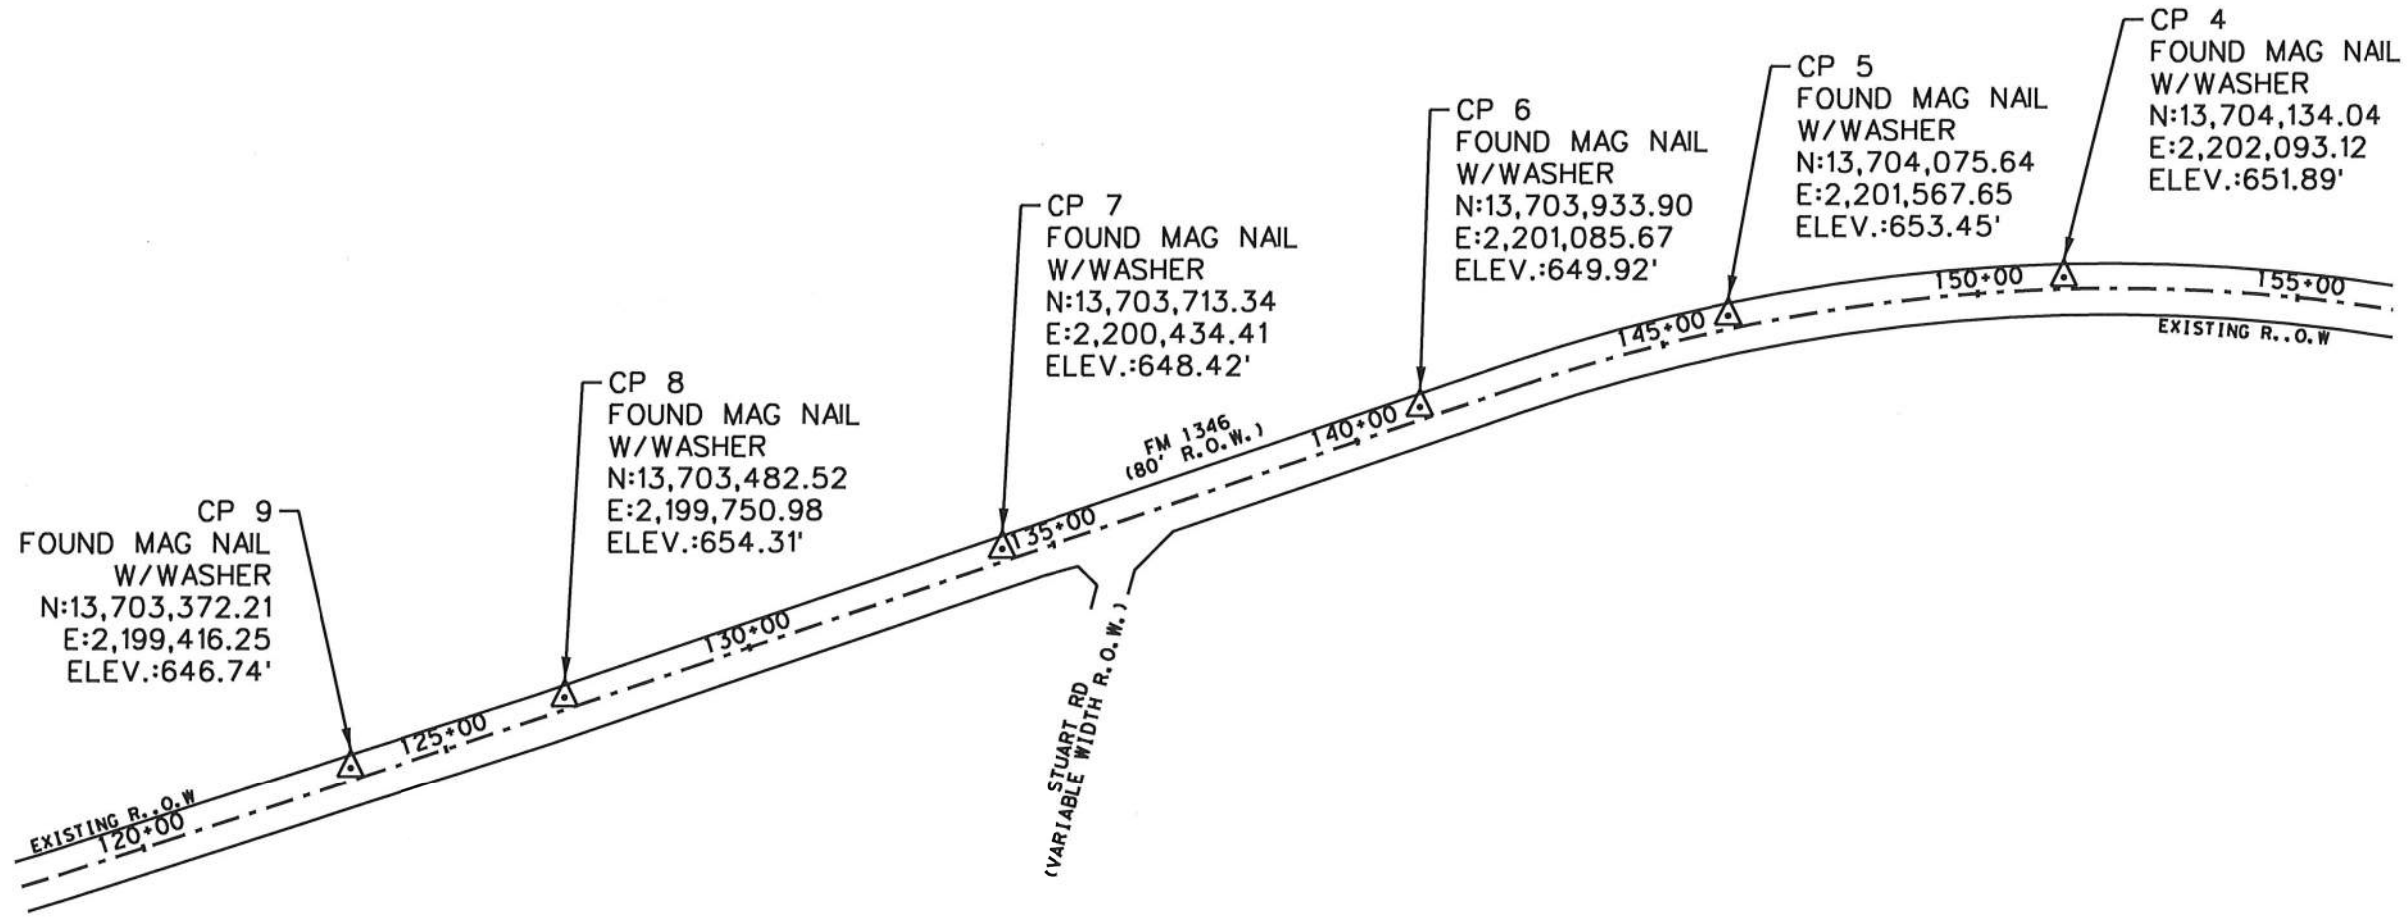 CP 4
FOUND MAG NAIL
W/WASHER
N:13,704,134.04
E:2,202,093.12
ELEV.:651.89'
CP 5
FOUND MAG NAIL
W/WASHER
N:13,704,075.64
E:2,201,567.65
ELEV.:653.45'
CP 6
FOUND MAG NAIL
W/WASHER
N:13,703,933.90
E:2,201,085.67
ELEV.:649.92'
CP 7
FOUND MAG NAIL
W/WASHER
N:13,703,713.34
E:2,200,434.41
ELEV.:648.42'
CP 8
FOUND MAG NAIL
W/WASHER
N:13,703,482.52
E:2,199,750.98
ELEV.:654.31'
CP 9
FOUND MAG NAIL
W/WASHER
N:13,703,372.21
E:2,199,416.25
ELEV.:646.74'
EXISTING R..O.W
120+00
125+00
130+00
135+00
FM 1346
(80' R.O.W.)
140+00
145+00
150+00
155+00
EXISTING R..O.W
STUART RD
(VARIABLE WIDTH R.O.W.)